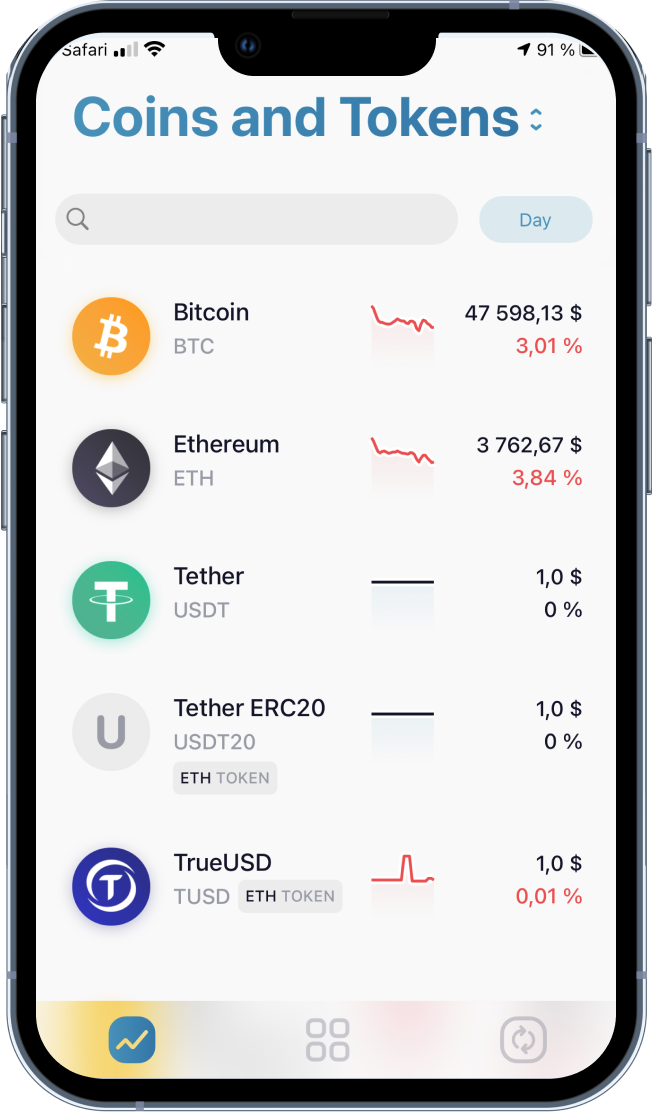 Safari 91 %
Coins and Tokens
Day
Bitcoin 47 598,13 $
BTC 3,01 %
Ethereum 3 762,67 $
ETH 3,84 %
Tether 1,0 $
USDT 0 %
U Tether ERC20 1,0 $
USDT20 0 %
ETH TOKEN
TrueUSD 1,0 $
TUSD ETH TOKEN 0,01 %